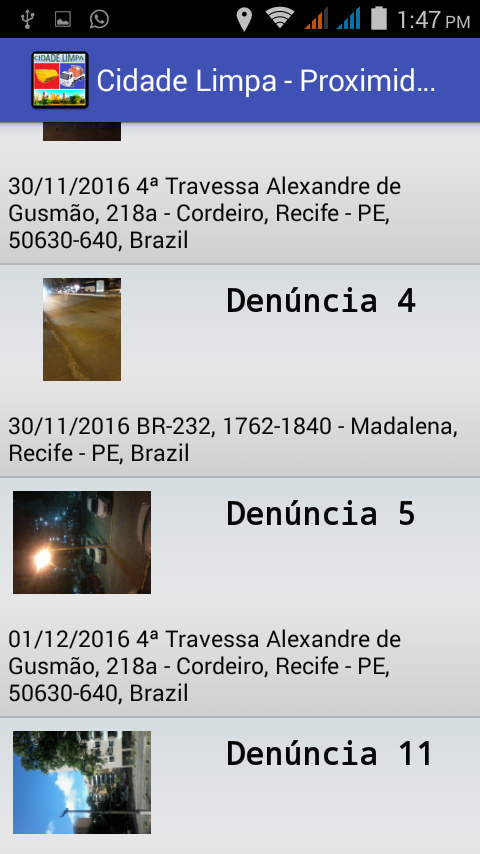 1:47 PM
CIDADE LIMPA
Cidade Limpa - Proximid...
30/11/2016 4ª Travessa Alexandre de
Gusmão, 218a - Cordeiro, Recife - PE,
50630-640, Brazil
Denúncia 4
30/11/2016 BR-232, 1762-1840 - Madalena,
Recife - PE, Brazil
Denúncia 5
01/12/2016 4ª Travessa Alexandre de
Gusmão, 218a - Cordeiro, Recife - PE,
50630-640, Brazil
Denúncia 11